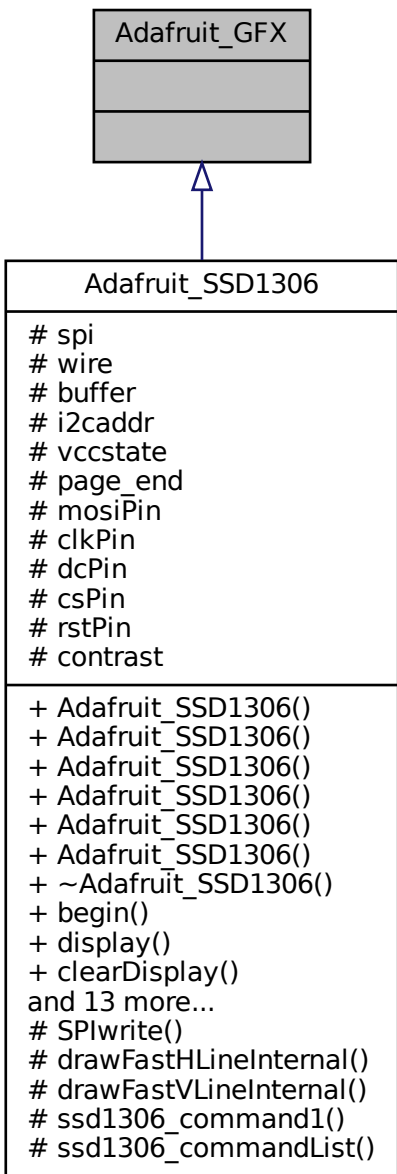 Adafruit_GFX
Adafruit_SSD1306
# spi
# wire
# buffer
# i2caddr
# vccstate
# page_end
# mosiPin
# clkPin
# dcPin
# csPin
# rstPin
# contrast
+ Adafruit_SSD1306()
+ Adafruit_SSD1306()
+ Adafruit_SSD1306()
+ Adafruit_SSD1306()
+ Adafruit_SSD1306()
+ Adafruit_SSD1306()
+ ~Adafruit_SSD1306()
+ begin()
+ display()
+ clearDisplay()
and 13 more...
# SPIwrite()
# drawFastHLineInternal()
# drawFastVLineInternal()
# ssd1306_command1()
# ssd1306_commandList()